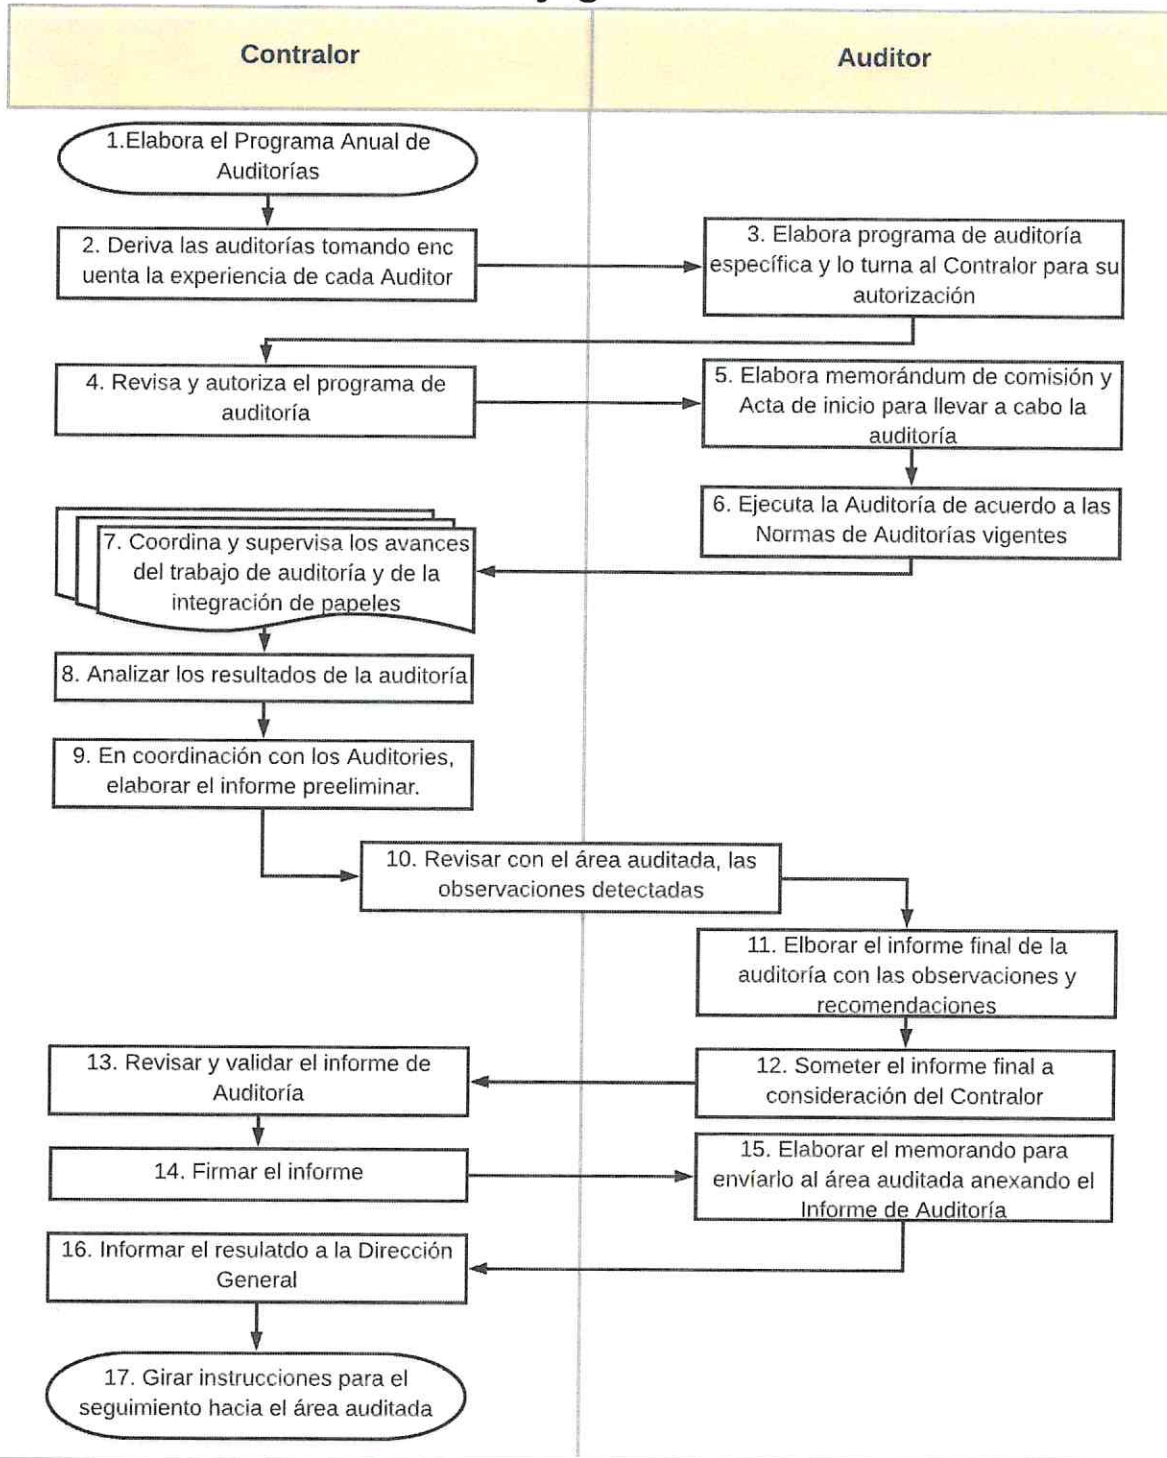 Contralor
Auditor
1.Elabora el Programa Anual de
Auditorías
2. Deriva las auditorías tomando enc
uenta la experiencia de cada Auditor
3. Elabora programa de auditoría
específica y lo turna al Contralor para su
autorización
4. Revisa y autoriza el programa de
auditoría
5. Elabora memorándum de comisión y
Acta de inicio para llevar a cabo la
auditoría
6. Ejecuta la Auditoría de acuerdo a las
Normas de Auditorías vigentes
7. Coordina y supervisa los avances
del trabajo de auditoría y de la
integración de papeles
8. Analizar los resultados de la auditoría
9. En coordinación con los Auditories,
elaborar el informe preeliminar.
10. Revisar con el área auditada, las
observaciones detectadas
11. Elborar el informe final de la
auditoría con las observaciones y
recomendaciones
12. Someter el informe final a
consideración del Contralor
13. Revisar y validar el informe de
Auditoría
14. Firmar el informe
15. Elaborar el memorando para
envíarlo al área auditada anexando el
Informe de Auditoría
16. Informar el resulatdo a la Dirección
General
17. Girar instrucciones para el
seguimiento hacia el área auditada